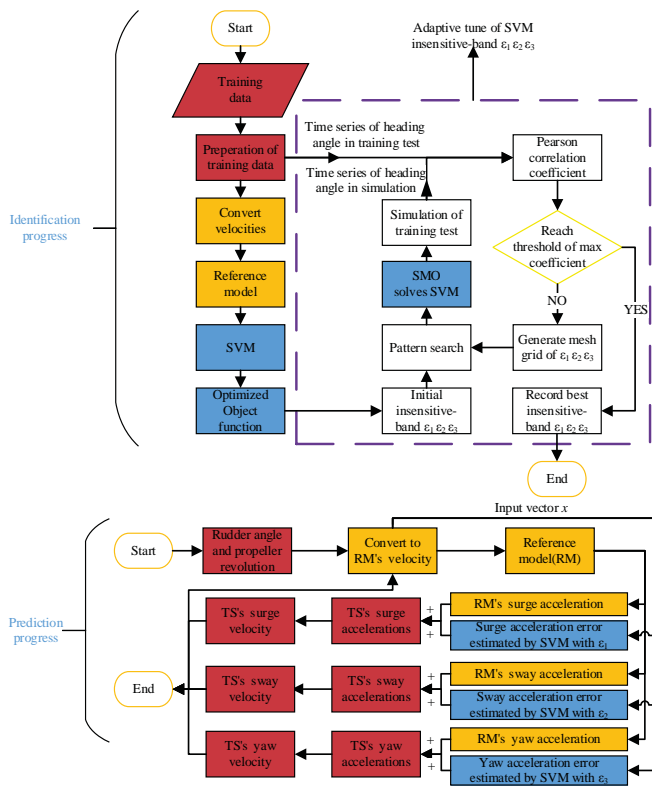 Start
Adaptive tune of SVM
insensitive-band ε₁ ε₂ ε₃
Training
data
Preperation of
training data
Time series of heading
angle in training test
Time series of heading
angle in simulation
Pearson
correlation
coefficient
Identification
progress
Convert
velocities
Simulation of
training test
Reach
threshold of max
coefficient
Reference
model
SMO
solves SVM
NO
YES
SVM
Pattern search
Generate mesh
grid of ε₁ ε₂ ε₃
Optimized
Object
function
Initial
insensitive-
band ε₁ ε₂ ε₃
Record best
insensitive-
band ε₁ ε₂ ε₃
End
Input vector x
Start
Rudder angle
and propeller
revolution
Convert to
RM's velocity
Reference
model(RM)
Prediction
progress
TS's surge
velocity
TS's surge
accelerations
+
+
RM's surge acceleration
Surge acceleration error
estimated by SVM with ε₁
End
TS's sway
velocity
TS's sway
accelerations
+
+
RM's sway acceleration
Sway acceleration error
estimated by SVM with ε₂
TS's yaw
velocity
TS's yaw
accelerations
+
+
RM's yaw acceleration
Yaw acceleration error
estimated by SVM with ε₃